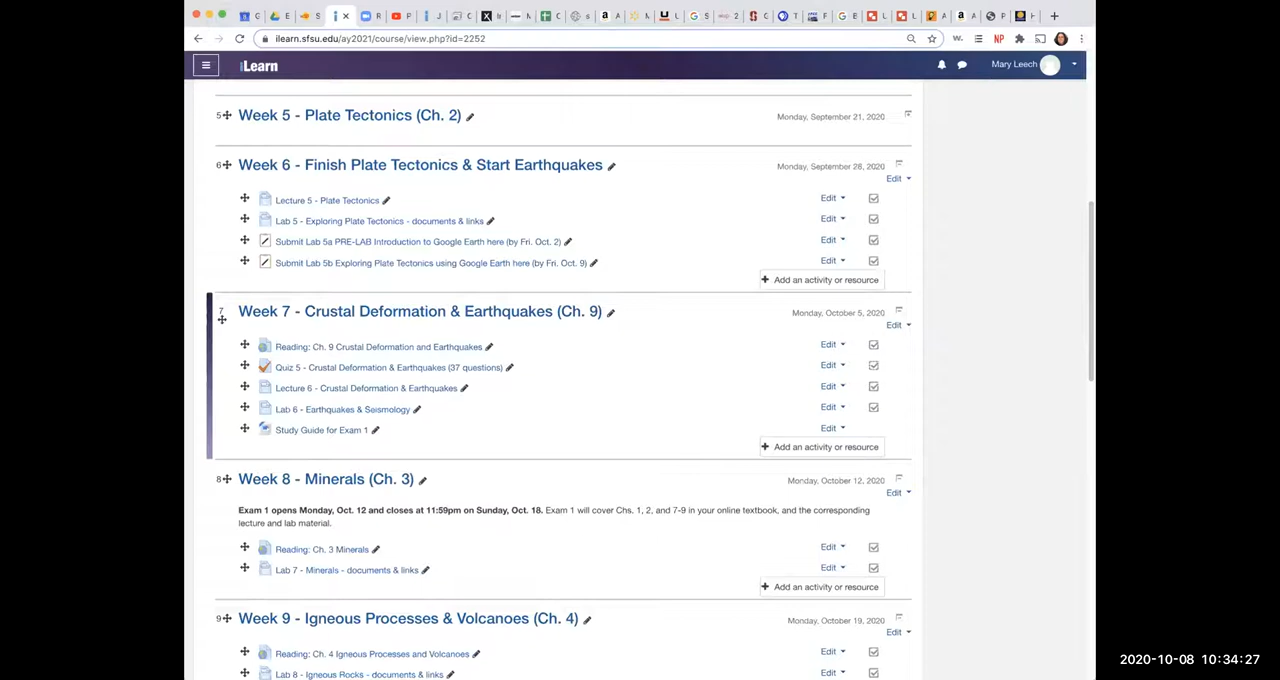 ilearn.sfsu.edu/ay2021/course/view.php?id=2252
iLearn
Mary Leech
5 Week 5 - Plate Tectonics (Ch. 2)
Monday, September 21, 2020
6 Week 6 - Finish Plate Tectonics & Start Earthquakes
Monday, September 28, 2020
Edit
Lecture 5 - Plate Tectonics
Edit
Lab 5 - Exploring Plate Tectonics - documents & links
Edit
Submit Lab 5a PRE-LAB Introduction to Google Earth here (by Fri. Oct. 2)
Edit
Submit Lab 5b Exploring Plate Tectonics using Google Earth here (by Fri. Oct. 9)
Edit
Add an activity or resource
7 Week 7 - Crustal Deformation & Earthquakes (Ch. 9)
Monday, October 5, 2020
Edit
Reading: Ch. 9 Crustal Deformation and Earthquakes
Edit
Quiz 5 - Crustal Deformation & Earthquakes (37 questions)
Edit
Lecture 6 - Crustal Deformation & Earthquakes
Edit
Lab 6 - Earthquakes & Seismology
Edit
Study Guide for Exam 1
Edit
Add an activity or resource
8 Week 8 - Minerals (Ch. 3)
Monday, October 12, 2020
Edit
Exam 1 opens Monday, Oct. 12 and closes at 11:59pm on Sunday, Oct. 18. Exam 1 will cover Chs. 1, 2, and 7-9 in your online textbook, and the corresponding
lecture and lab material.
Reading: Ch. 3 Minerals
Edit
Lab 7 - Minerals - documents & links
Edit
Add an activity or resource
9 Week 9 - Igneous Processes & Volcanoes (Ch. 4)
Monday, October 19, 2020
Edit
Reading: Ch. 4 Igneous Processes and Volcanoes
Edit
Lab 8 - Igneous Rocks - documents & links
Edit
2020-10-08 10:34:27